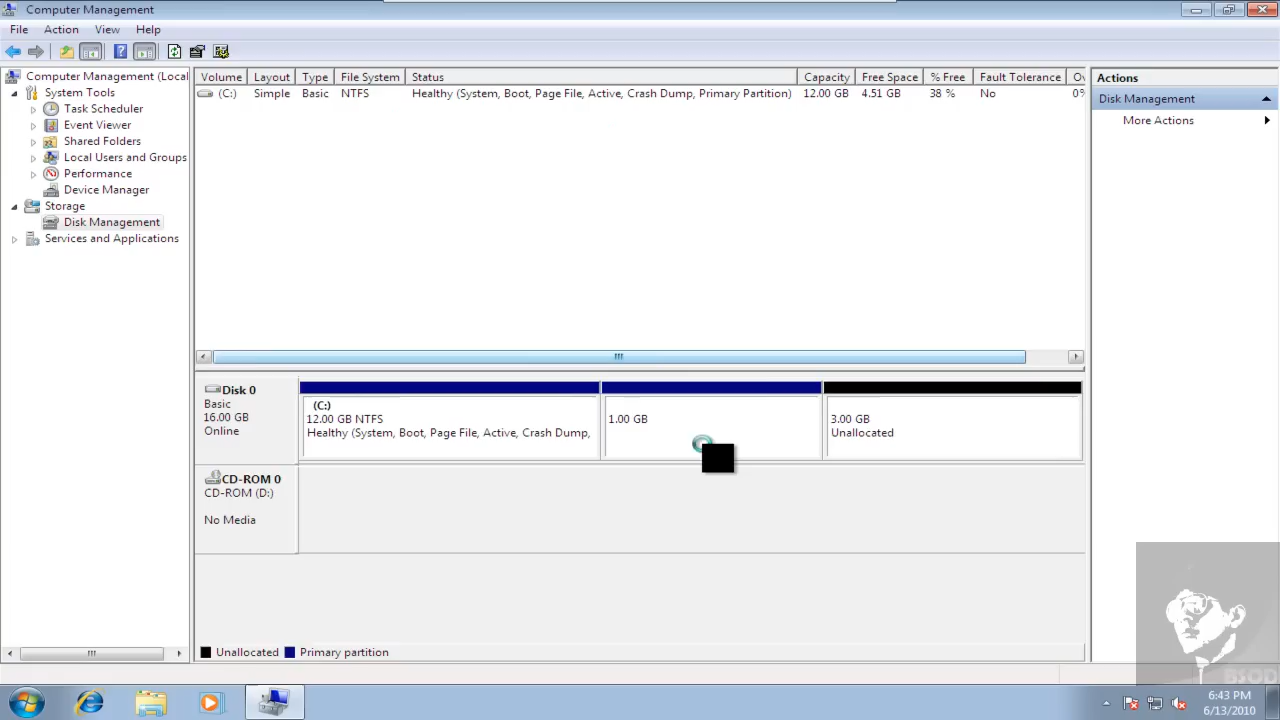 Computer Management
File Action View Help
Computer Management (Local
System Tools
Task Scheduler
Event Viewer
Shared Folders
Local Users and Groups
Performance
Device Manager
Storage
Disk Management
Services and Applications
Volume Layout Type File System Status Capacity Free Space % Free Fault Tolerance Ov
(C:) Simple Basic NTFS Healthy (System, Boot, Page File, Active, Crash Dump, Primary Partition) 12.00 GB 4.51 GB 38 % No 0%
Actions
Disk Management
More Actions
Disk 0
Basic
16.00 GB
Online
(C:)
12.00 GB NTFS
Healthy (System, Boot, Page File, Active, Crash Dump,
1.00 GB
3.00 GB
Unallocated
CD-ROM 0
CD-ROM (D:)
No Media
Unallocated Primary partition
BSOD
6:43 PM
6/13/2010